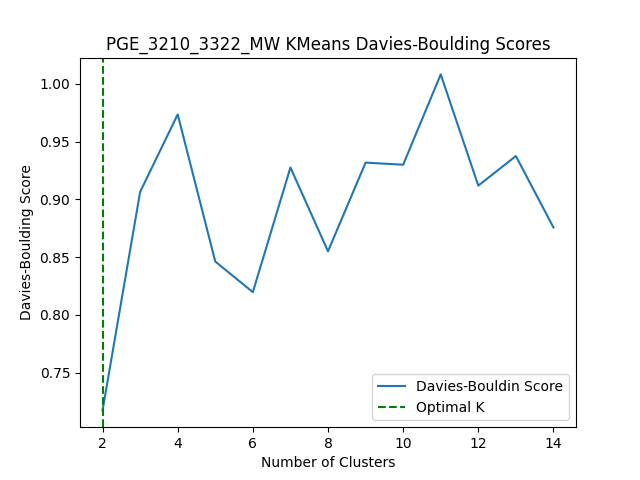 PGE_3210_3322_MW KMeans Davies-Boulding Scores
Davies-Boulding Score
1.00
0.95
0.90
0.85
0.80
0.75
Davies-Bouldin Score
Optimal K
2 4 6 8 10 12 14
Number of Clusters